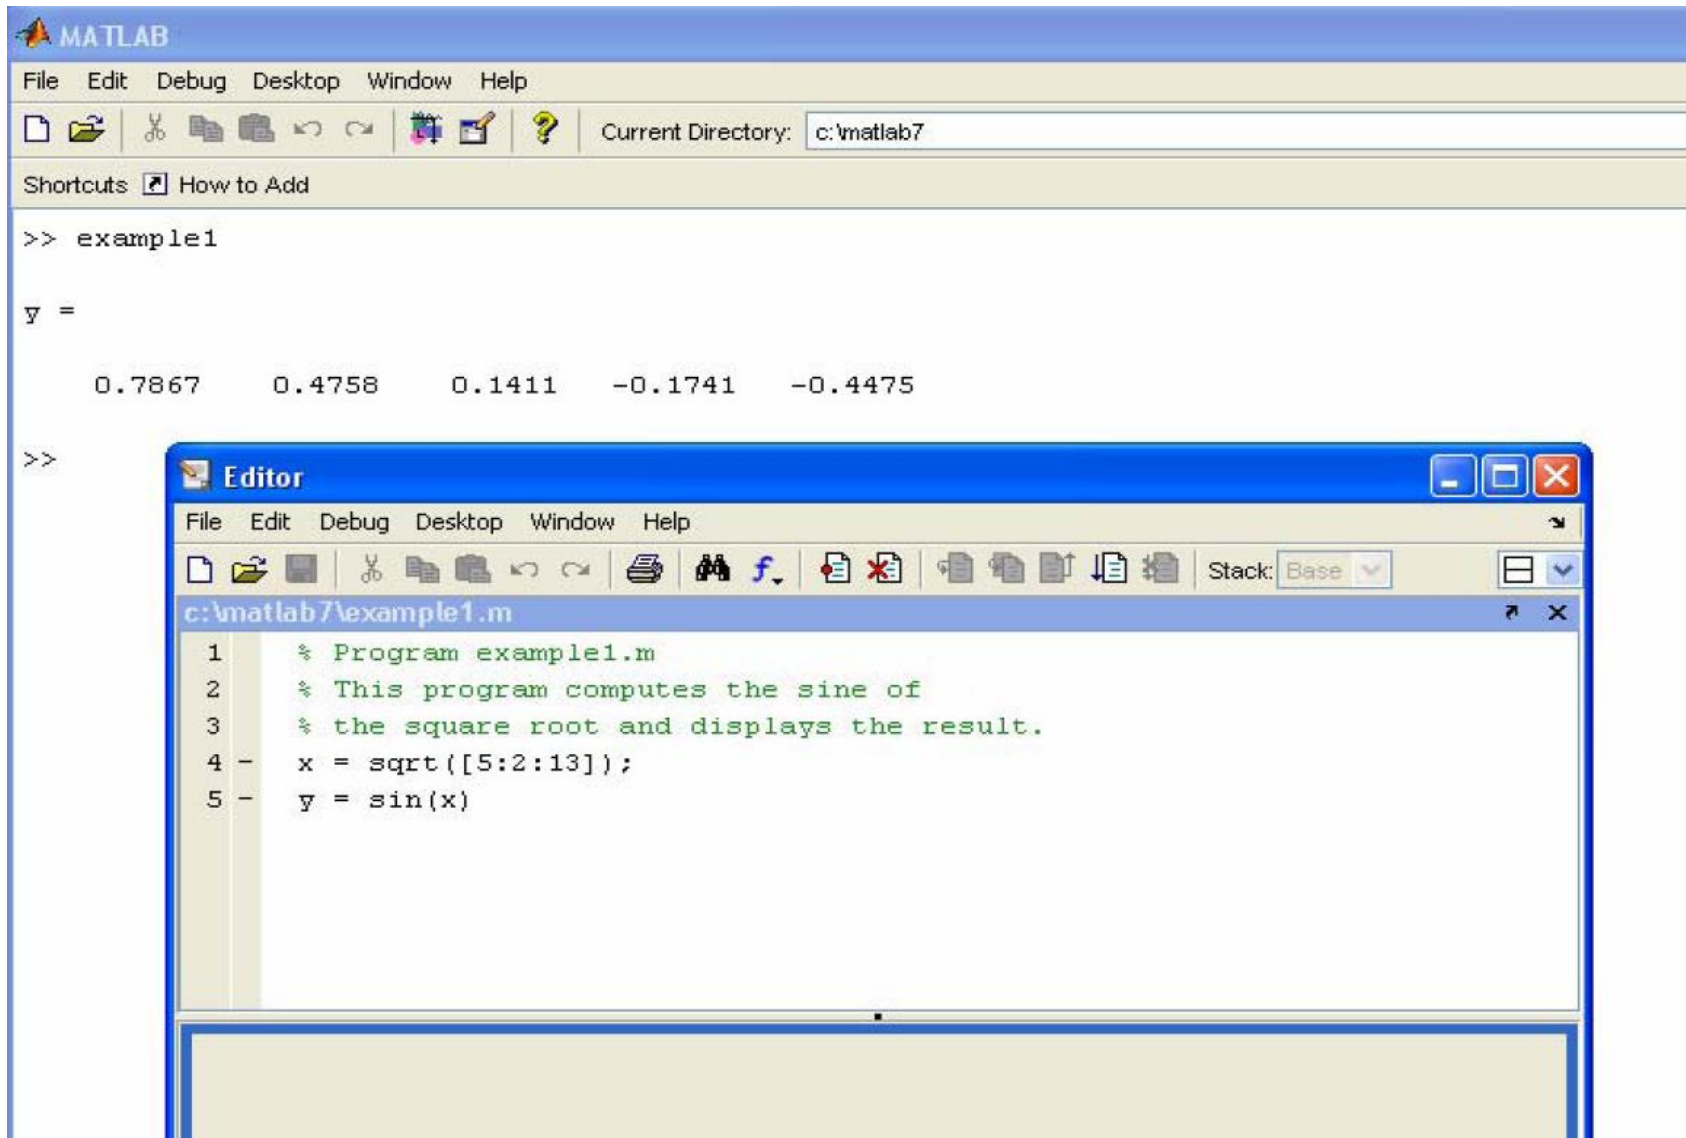 MATLAB
File Edit Debug Desktop Window Help
Current Directory: c:\matlab7
Shortcuts How to Add
>> example1
y =
0.7867 0.4758 0.1411 -0.1741 -0.4475
>>
Editor
File Edit Debug Desktop Window Help
Stack: Base
c:\matlab7\example1.m
1 % Program example1.m
2 % This program computes the sine of
3 % the square root and displays the result.
4 - x = sqrt([5:2:13]);
5 - y = sin(x)